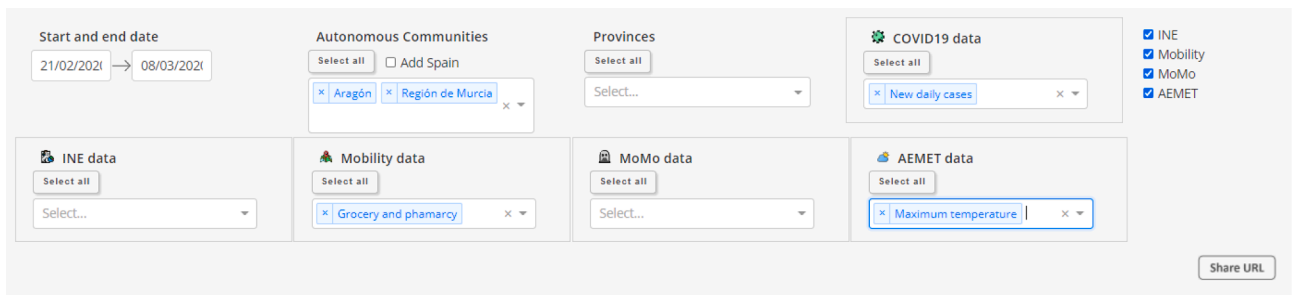 Start and end date
21/02/2020 → 08/03/2020
Autonomous Communities
Select all Add Spain
× Aragón × Región de Murcia ×
Provinces
Select all
Select...
COVID19 data
Select all
× New daily cases ×
INE
Mobility
MoMo
AEMET
INE data
Select all
Select...
Mobility data
Select all
× Grocery and phamarcy ×
MoMo data
Select all
Select...
AEMET data
Select all
× Maximum temperature ×
Share URL